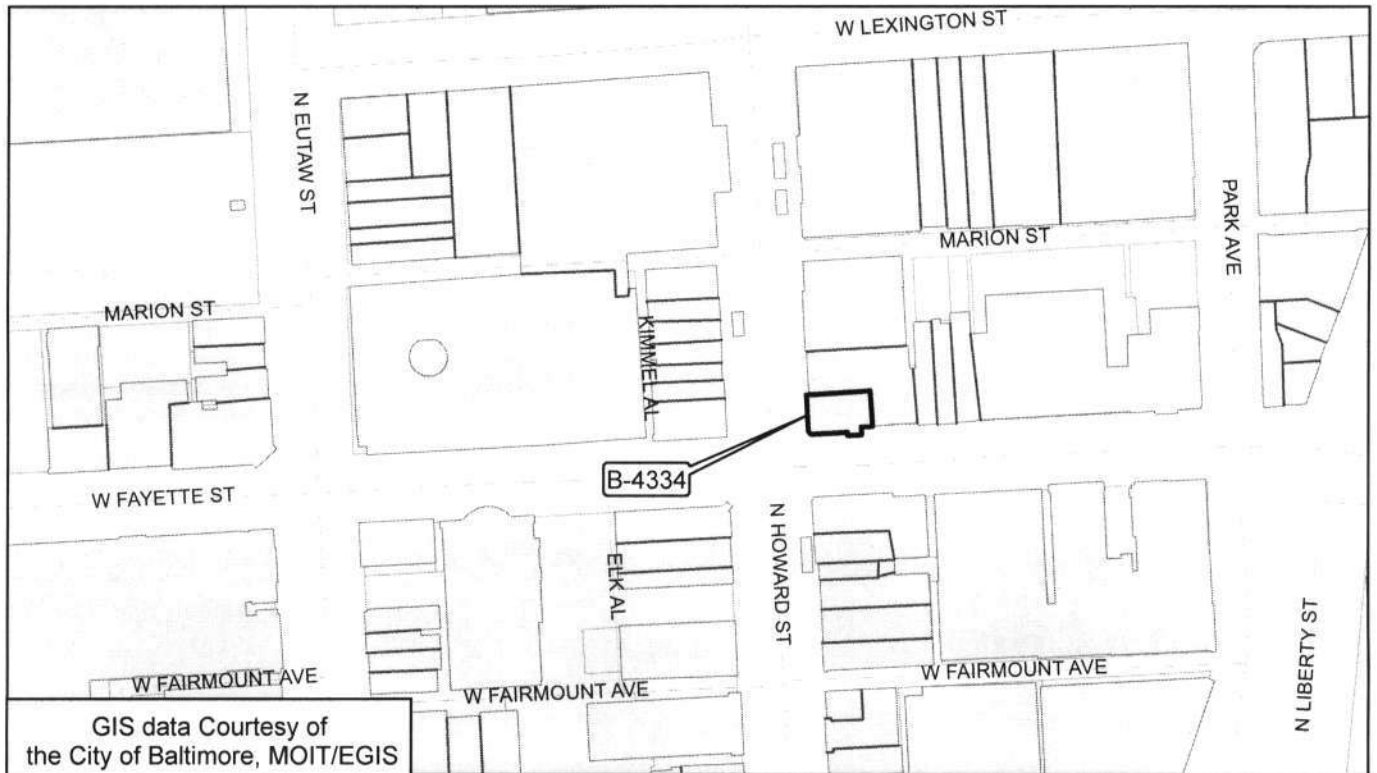 W LEXINGTON ST
N EUTAW ST
PARK AVE
MARION ST
MARION ST
KIMMEL AL
B-4334
W FAYETTE ST
N HOWARD ST
ELK AL
N LIBERTY ST
W FAIRMOUNT AVE
W FAIRMOUNT AVE
W FAIRMOUNT AVE
GIS data Courtesy of
the City of Baltimore, MOIT/EGIS